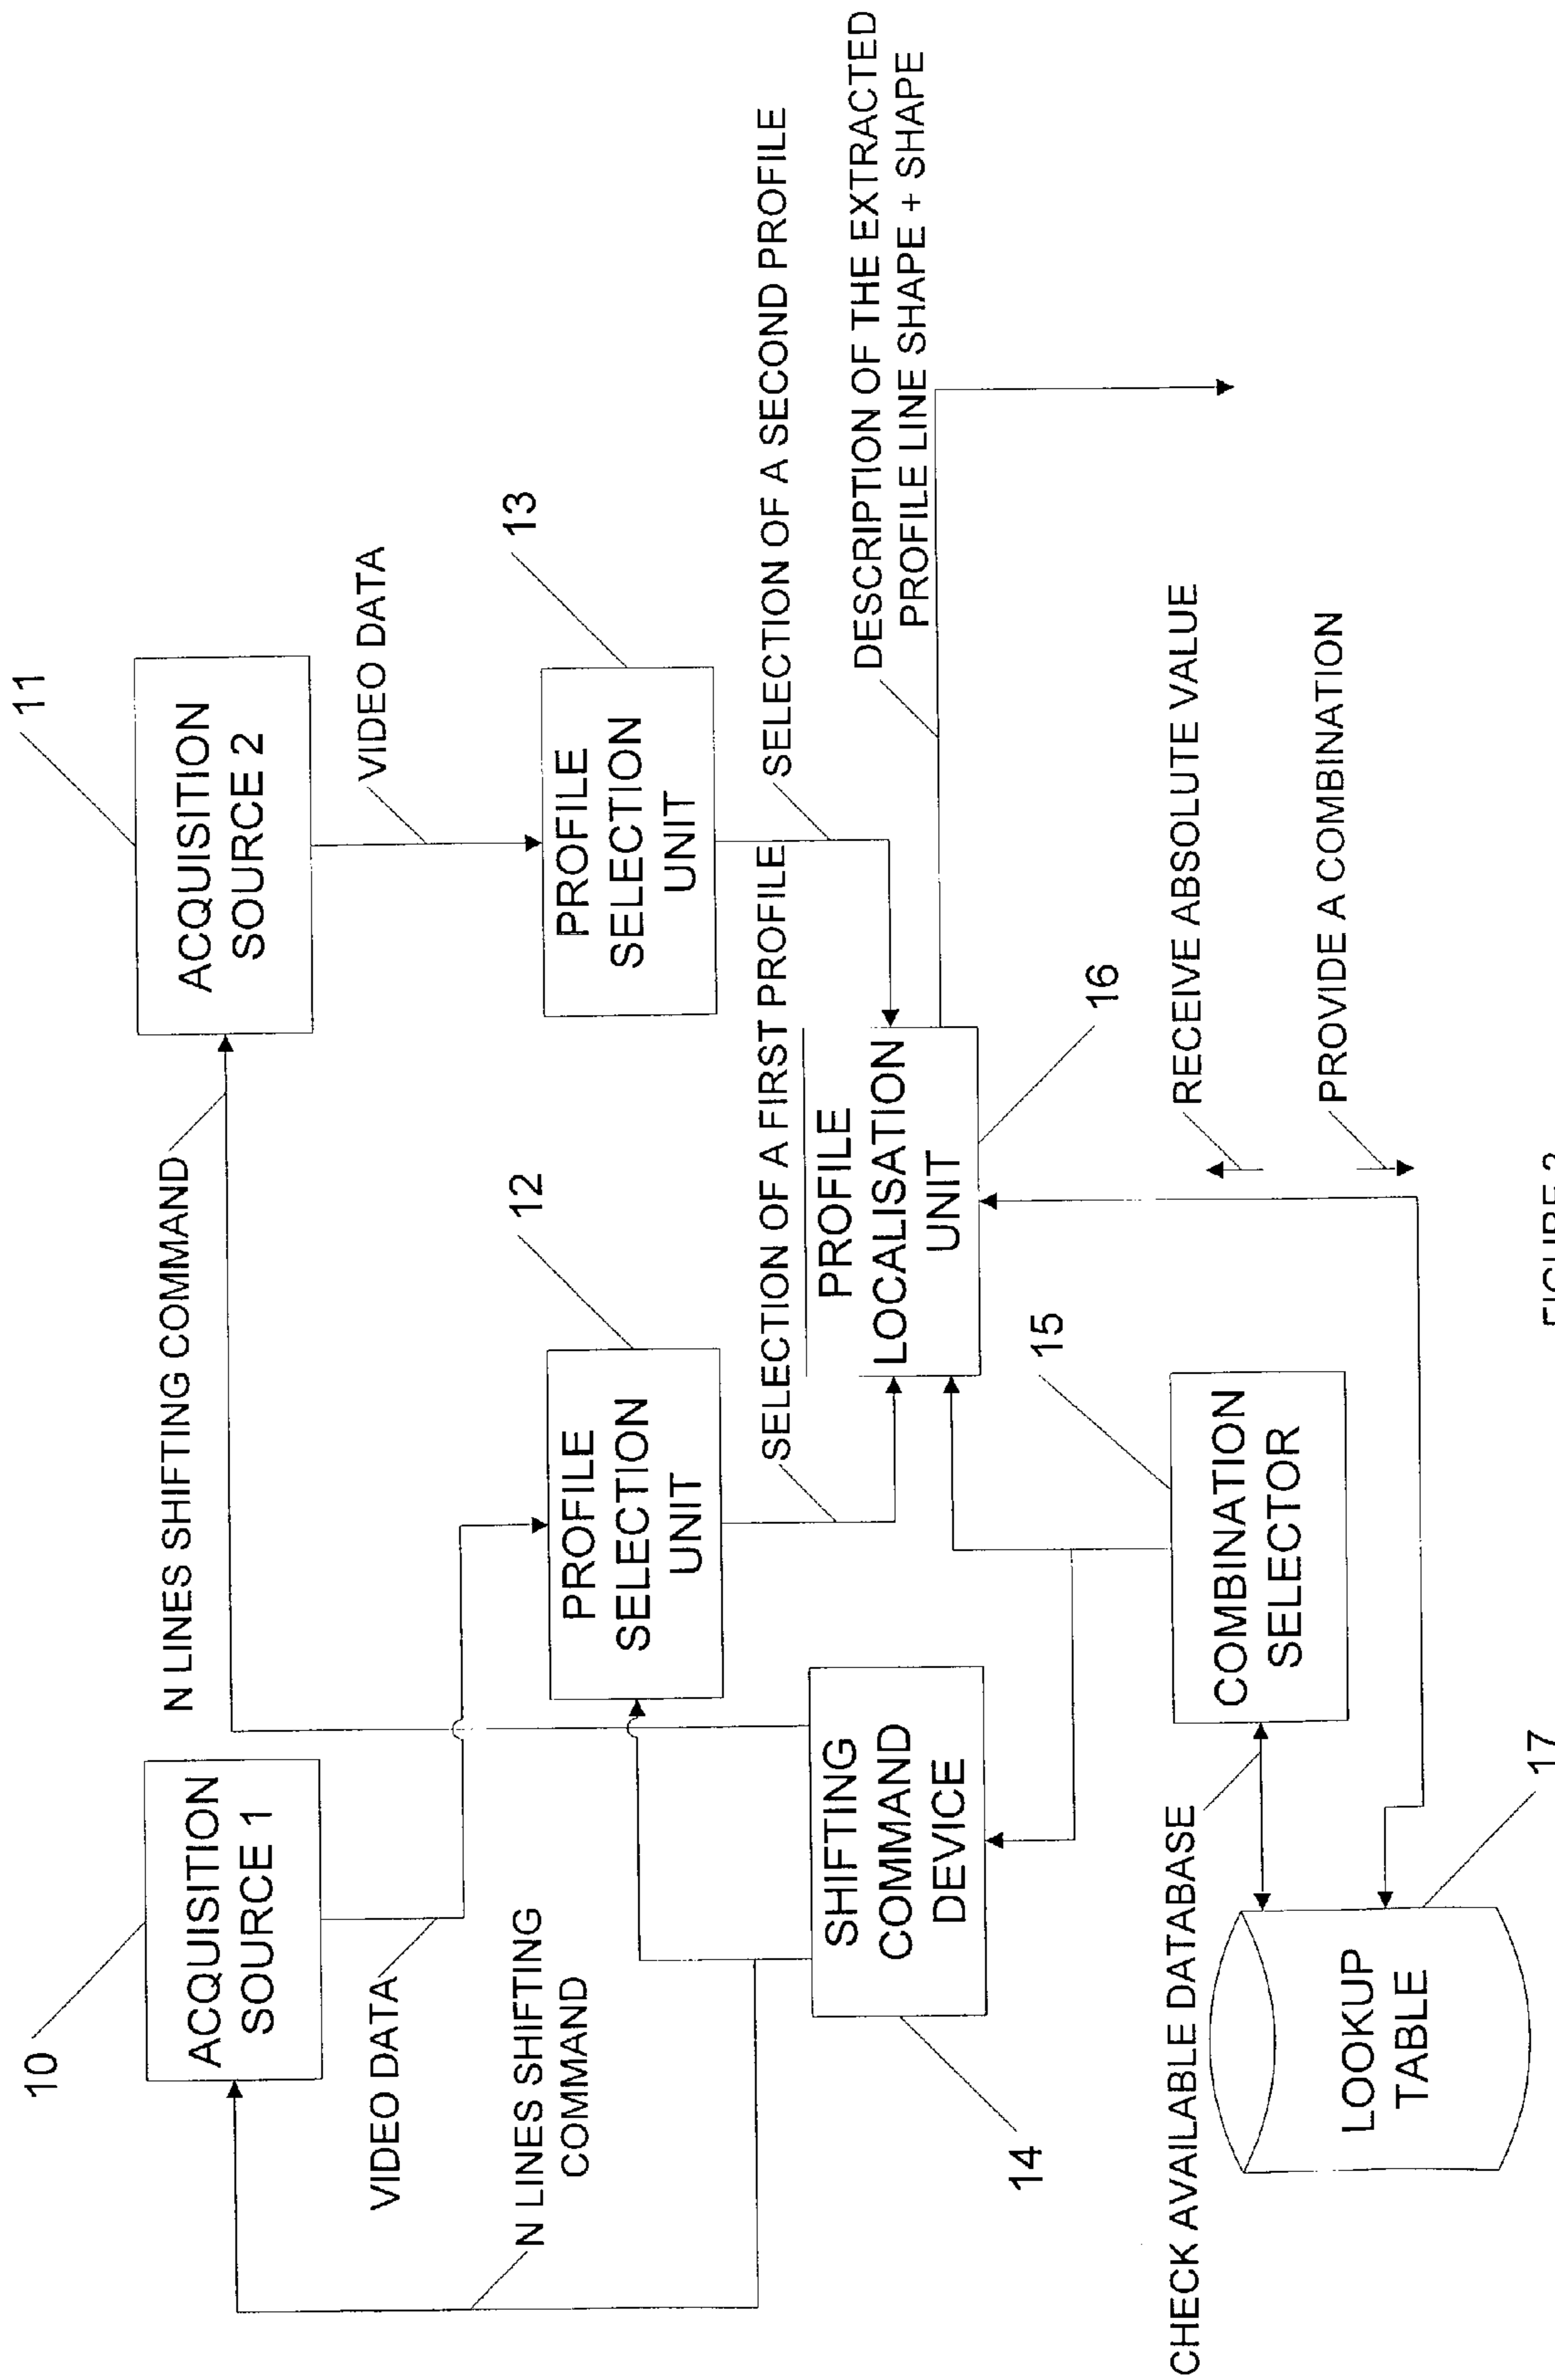 10
ACQUISITION
SOURCE 1
11
ACQUISITION
SOURCE 2
N LINES SHIFTING COMMAND
VIDEO DATA
VIDEO DATA
N LINES SHIFTING
COMMAND
12
PROFILE
SELECTION
UNIT
13
PROFILE
SELECTION
UNIT
SELECTION OF A FIRST PROFILE
SELECTION OF A SECOND PROFILE
14
SHIFTING
COMMAND
DEVICE
PROFILE
LOCALISATION
UNIT
16
DESCRIPTION OF THE EXTRACTED
PROFILE LINE SHAPE + SHAPE
15
COMBINATION
SELECTOR
CHECK AVAILABLE DATABASE
RECEIVE ABSOLUTE VALUE
PROVIDE A COMBINATION
LOOKUP
TABLE
17
FIGURE